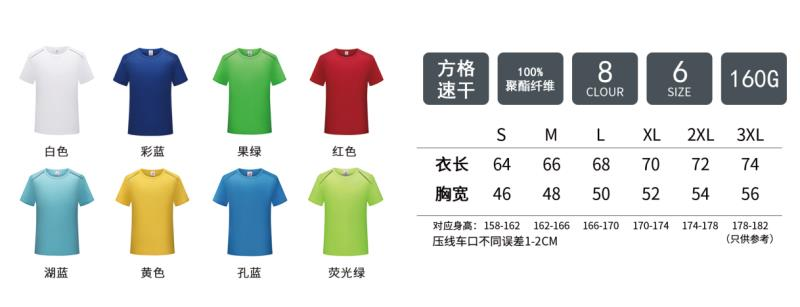 白色 彩蓝 果绿 红色
湖蓝 黄色 孔蓝 荧光绿
方格
速干
100%
聚酯纤维
8
CLOUR
6
SIZE
160G
S M L XL 2XL 3XL
衣长 64 66 68 70 72 74
胸宽 46 48 50 52 54 56
对应身高：158-162 162-166 166-170 170-174 174-178 178-182
压线车口不同误差1-2CM （只供参考）